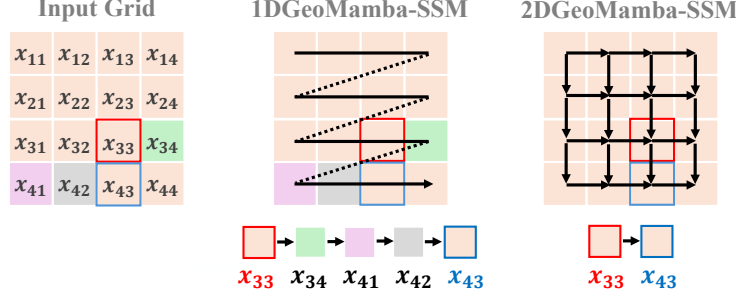 Input Grid 1DGeoMamba-SSM 2DGeoMamba-SSM
x11 x12 x13 x14
x21 x22 x23 x24
x31 x32 x33 x34
x41 x42 x43 x44
x33 x34 x41 x42 x43 x33 x43